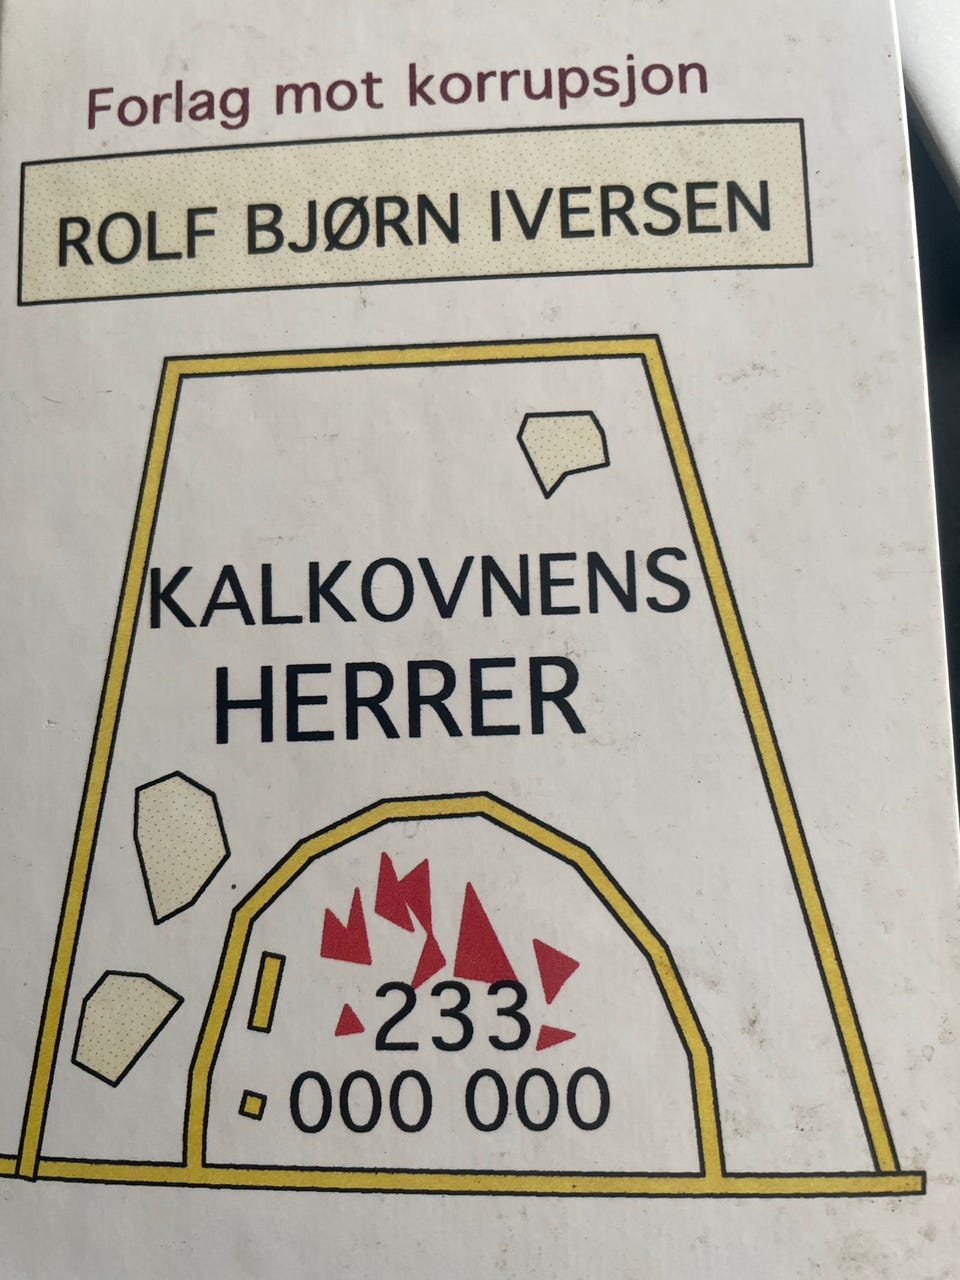 Forlag mot korrupsjon
ROLF BJØRN IVERSEN
KALKOVNENS
HERRER
233
000 000